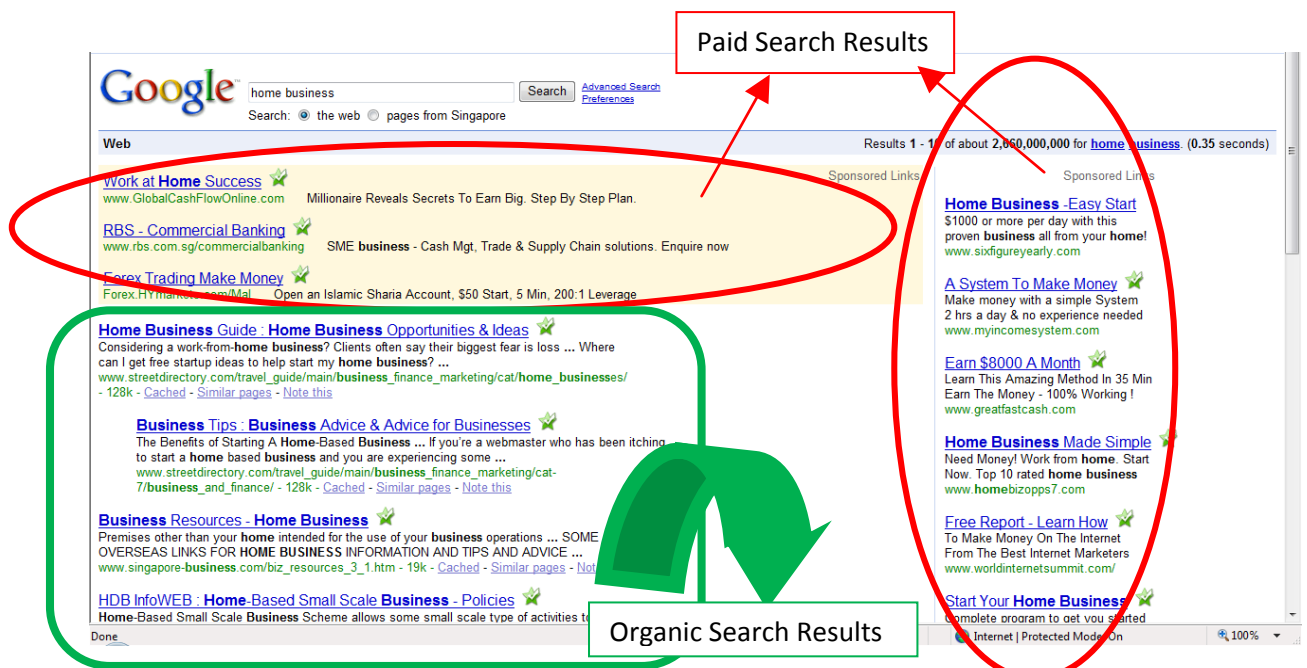 Paid Search Results
Google™
home business
Search
Advanced Search
Preferences
Search: the web pages from Singapore
Web
Results 1 - 10 of about 2,660,000,000 for home business. (0.35 seconds)
Sponsored Links
Work at Home Success
www.GlobalCashFlowOnline.com Millionaire Reveals Secrets To Earn Big. Step By Step Plan.
RBS - Commercial Banking
www.rbs.com.sg/commercialbanking SME business - Cash Mgt, Trade & Supply Chain solutions. Enquire now
Forex Trading Make Money
Forex.HYmarkets.com/Mal Open an Islamic Sharia Account, $50 Start, 5 Min, 200:1 Leverage
Home Business Guide : Home Business Opportunities & Ideas
Considering a work-from-home business? Clients often say their biggest fear is loss ... Where
can I get free startup ideas to help start my home business? ...
www.streetdirectory.com/travel_guide/main/business_finance_marketing/cat/home_businesses/
- 128k - Cached - Similar pages - Note this
Business Tips : Business Advice & Advice for Businesses
The Benefits of Starting A Home-Based Business ... If you're a webmaster who has been itching
to start a home based business and you are experiencing some ...
www.streetdirectory.com/travel_guide/main/business_finance_marketing/cat-
7/business_and_finance/ - 128k - Cached - Similar pages - Note this
Business Resources - Home Business
Premises other than your home intended for the use of your business operations ... SOME
OVERSEAS LINKS FOR HOME BUSINESS INFORMATION AND TIPS AND ADVICE ...
www.singapore-business.com/biz_resources_3_1.htm - 19k - Cached - Similar pages - Not
HDB InfoWEB : Home-Based Small Scale Business - Policies
Home-Based Small Scale Business Scheme allows some small scale type of activities to
Sponsored Links
Home Business -Easy Start
$1000 or more per day with this
proven business all from your home!
www.sixfigureyearly.com
A System To Make Money
Make money with a simple System
2 hrs a day & no experience needed
www.myincomesystem.com
Earn $8000 A Month
Learn This Amazing Method In 35 Min
Earn The Money - 100% Working !
www.greatfastcash.com
Home Business Made Simple
Need Money! Work from home. Start
Now. Top 10 rated home business
www.homebizopps7.com
Free Report - Learn How
To Make Money On The Internet
From The Best Internet Marketers
www.worldinternetsummit.com/
Start Your Home Business
Complete program to get you started
Organic Search Results
Done
Internet | Protected Mode: On
100%